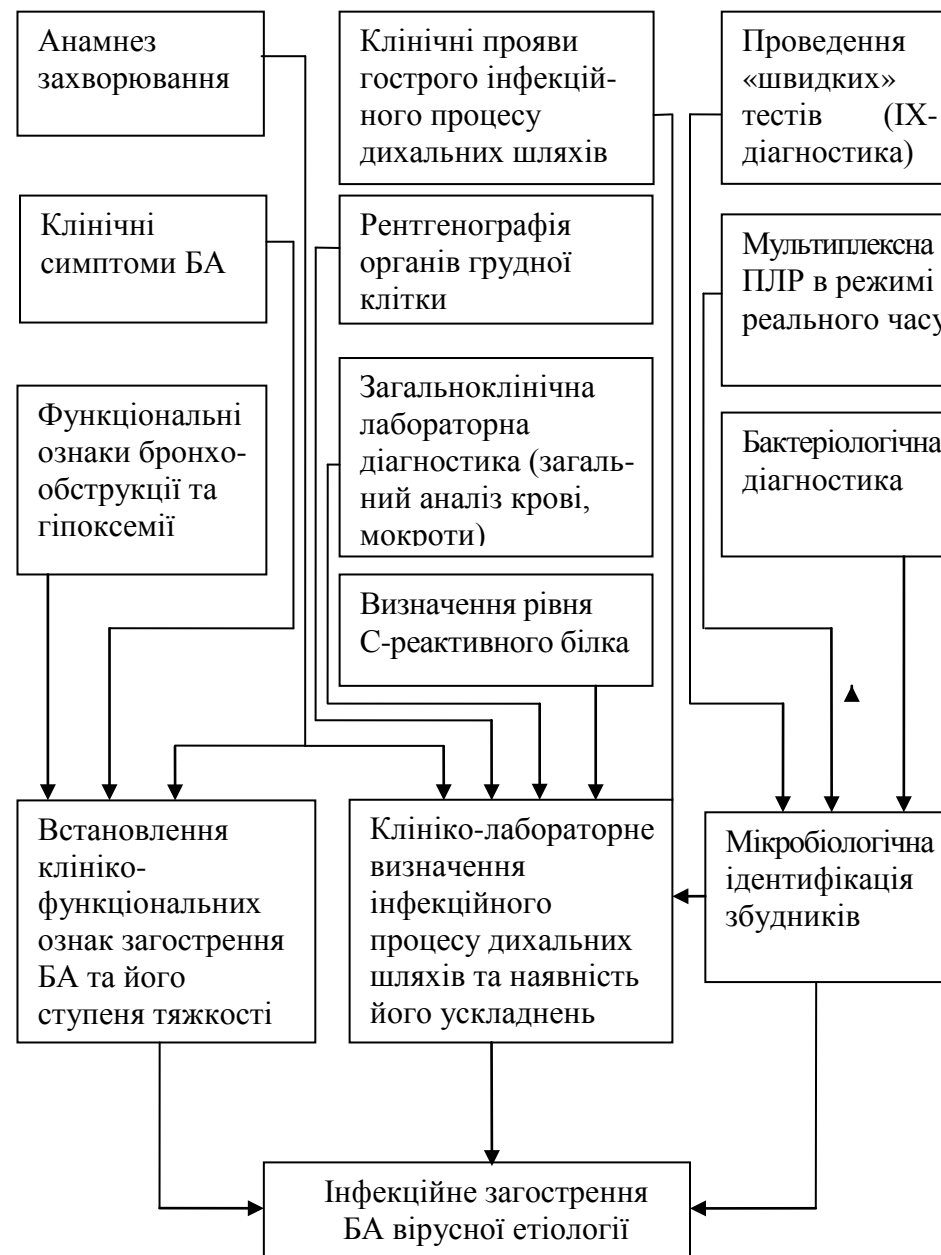 Анамнез
захворювання
Клінічні прояви
гострого інфекцій-
ного процесу
дихальних шляхів
Проведення
«швидких»
тестів (ІХ-
діагностика)
Клінічні
симптоми БА
Рентгенографія
органів грудної
клітки
Мультиплексна
ПЛР в режимі
реального часу
Функціональні
ознаки бронхо-
обструкції та
гіпоксемії
Загальноклінічна
лабораторна
діагностика (загаль-
ний аналіз крові,
мокроти)
Бактеріологічна
діагностика
Визначення рівня
С-реактивного білка
Встановлення
клініко-
функціональних
ознак загострення
БА та його
ступеня тяжкості
Клініко-лабораторне
визначення
інфекційного
процесу дихальних
шляхів та наявність
його ускладнень
Мікробіологічна
ідентифікація
збудників
Інфекційне загострення
БА вірусної етіології